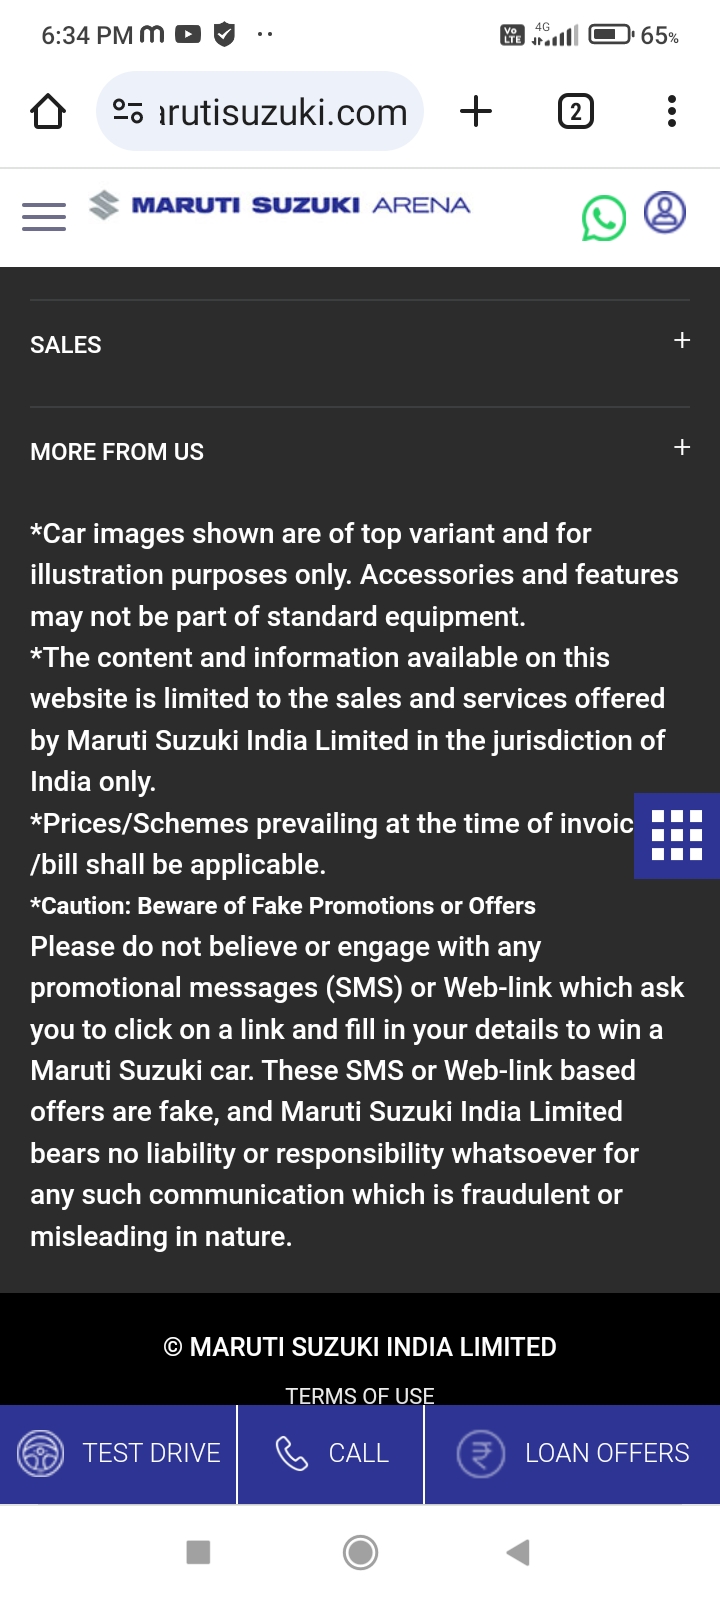 6:34 PM
Vo LTE 4G 65%
arutisuzuki.com
2
MARUTI SUZUKI ARENA
SALES +
MORE FROM US +
*Car images shown are of top variant and for
illustration purposes only. Accessories and features
may not be part of standard equipment.
*The content and information available on this
website is limited to the sales and services offered
by Maruti Suzuki India Limited in the jurisdiction of
India only.
*Prices/Schemes prevailing at the time of invoic
/bill shall be applicable.
*Caution: Beware of Fake Promotions or Offers
Please do not believe or engage with any
promotional messages (SMS) or Web-link which ask
you to click on a link and fill in your details to win a
Maruti Suzuki car. These SMS or Web-link based
offers are fake, and Maruti Suzuki India Limited
bears no liability or responsibility whatsoever for
any such communication which is fraudulent or
misleading in nature.
© MARUTI SUZUKI INDIA LIMITED
TERMS OF USE
TEST DRIVE CALL ₹ LOAN OFFERS